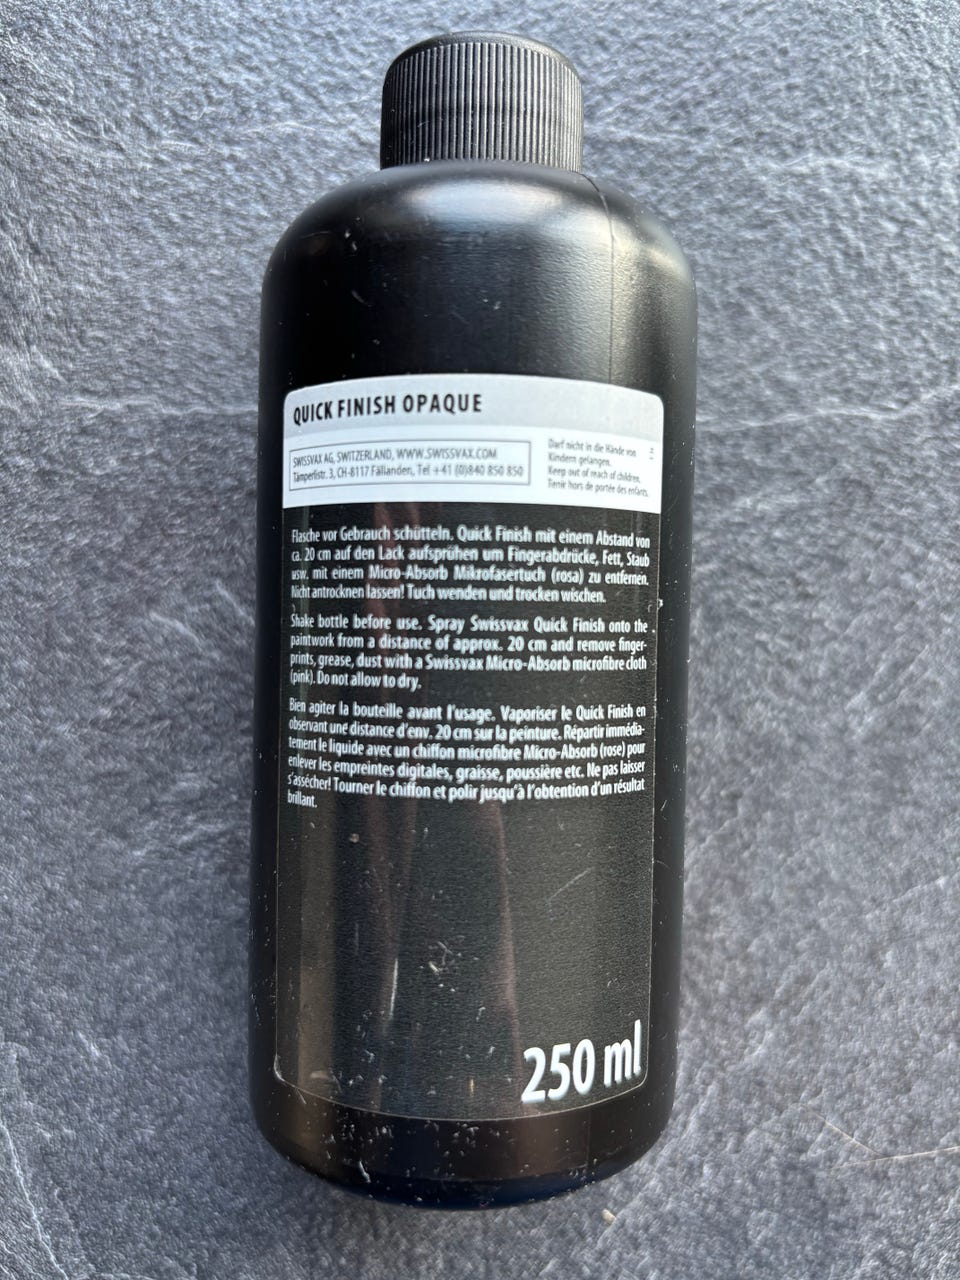 QUICK FINISH OPAQUE
SWISSVAX AG, SWITZERLAND, WWW.SWISSVAX.COM
Tämperlistr. 3, CH-8117 Fällanden, Tel +41 (0)840 850 850
Darf nicht in die Hände von
Kindern gelangen.
Keep out of reach of children.
Tenir hors de portée des enfants.
Flasche vor Gebrauch schütteln. Quick Finish mit einem Abstand von
ca. 20 cm auf den Lack aufsprühen um Fingerabdrücke, Fett, Staub
usw. mit einem Micro-Absorb Mikrofasertuch (rosa) zu entfernen.
Nicht antrocknen lassen! Tuch wenden und trocken wischen.
Shake bottle before use. Spray Swissvax Quick Finish onto the
paintwork from a distance of approx. 20 cm and remove finger-
prints, grease, dust with a Swissvax Micro-Absorb microfibre cloth
(pink). Do not allow to dry.
Bien agiter la bouteille avant l'usage. Vaporiser le Quick Finish en
observant une distance d'env. 20 cm sur la peinture. Répartir immédia-
tement le liquide avec un chiffon microfibre Micro-Absorb (rose) pour
enlever les empreintes digitales, graisse, poussière etc. Ne pas laisser
s'assécher! Tourner le chiffon et polir jusqu'à l'obtention d'un résultat
brillant.
250 ml